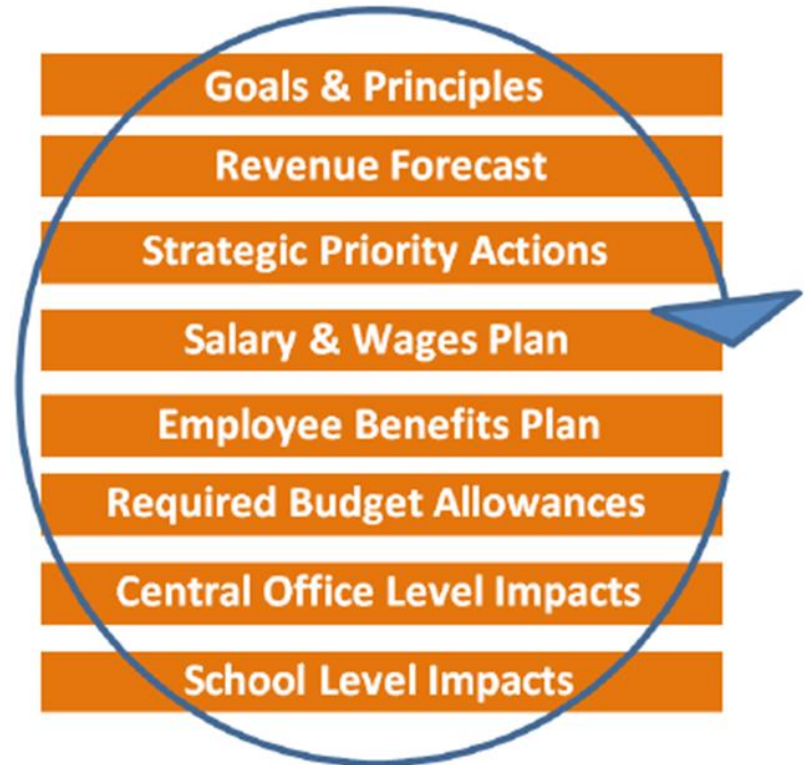 Goals & Principles
Revenue Forecast
Strategic Priority Actions
Salary & Wages Plan
Employee Benefits Plan
Required Budget Allowances
Central Office Level Impacts
School Level Impacts